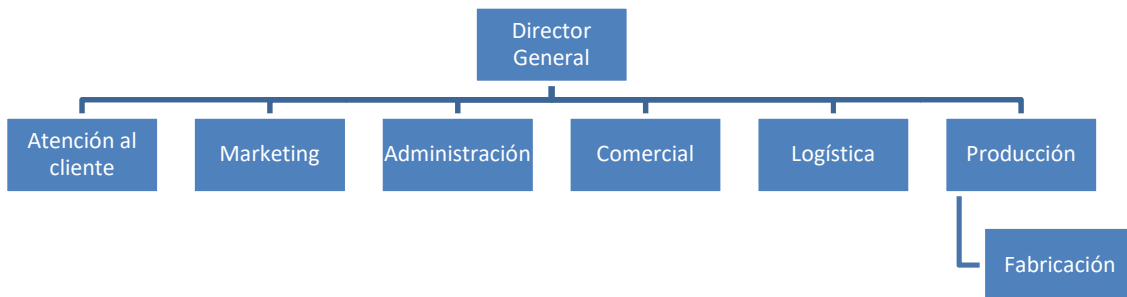 Director
General
Atención al
cliente
Marketing
Administración
Comercial
Logística
Producción
Fabricación